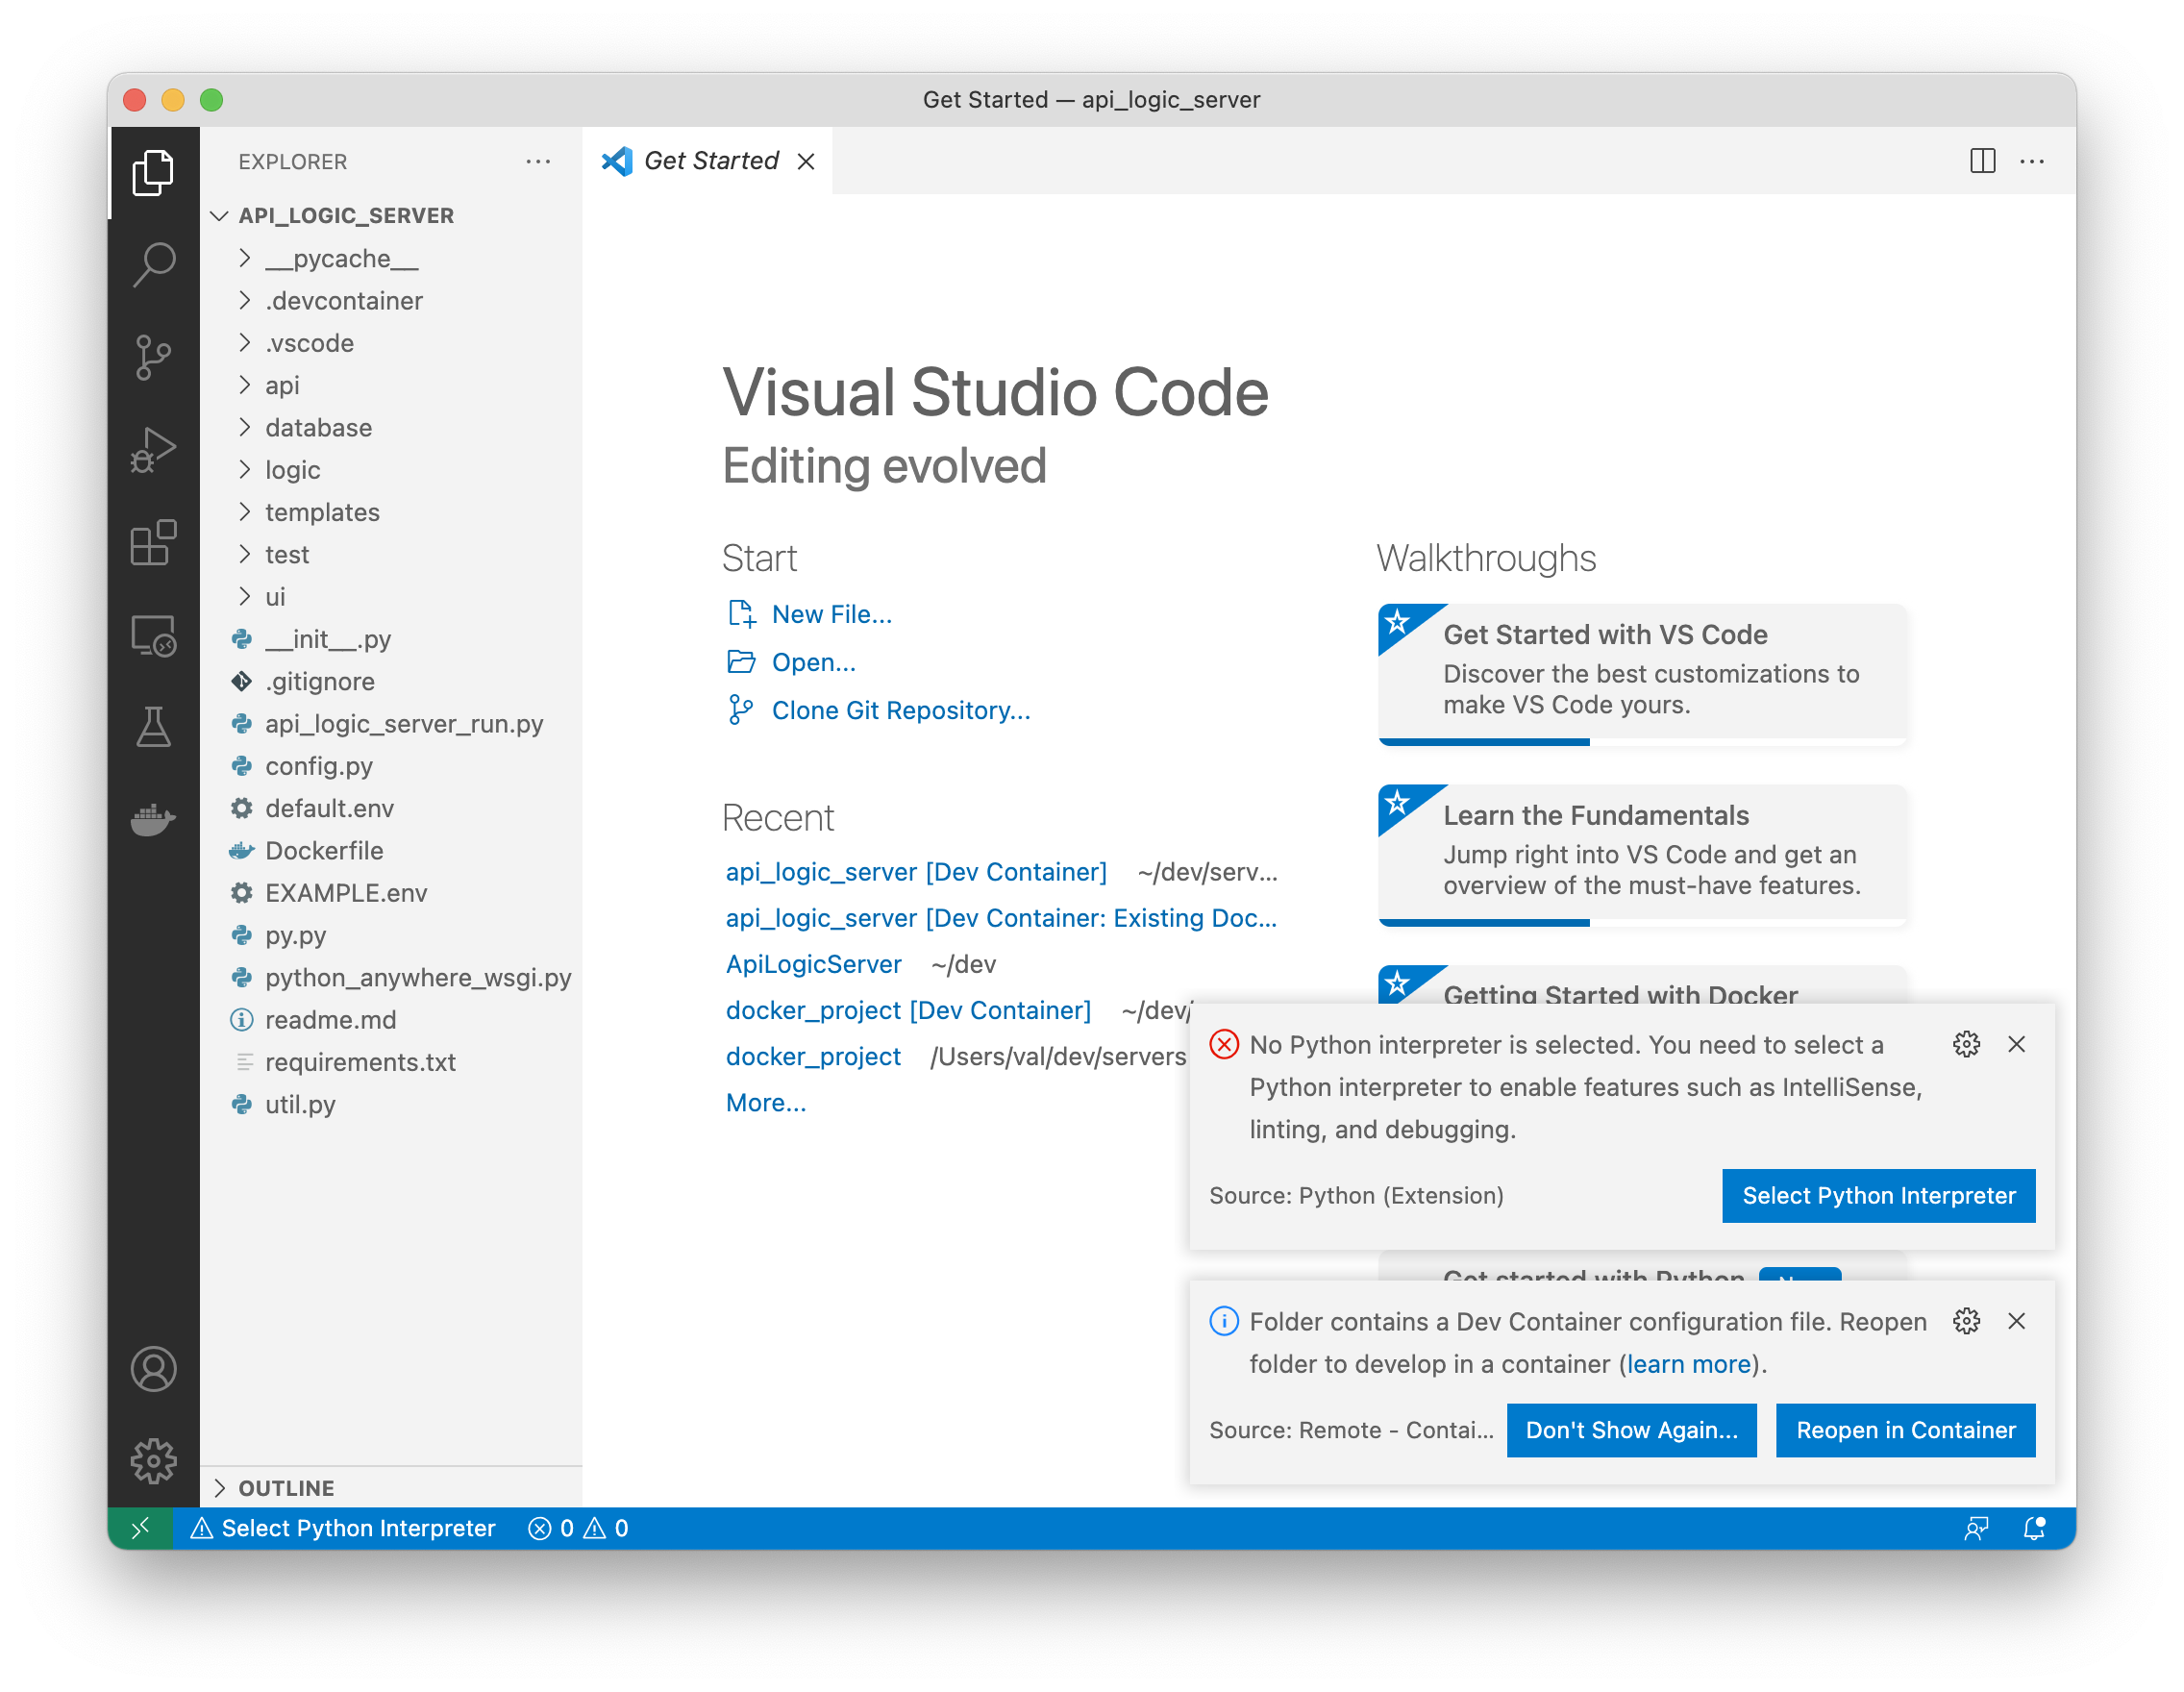 Get Started — api_logic_server
EXPLORER
Get Started
API_LOGIC_SERVER
__pycache__
.devcontainer
.vscode
api
database
logic
templates
test
ui
__init__.py
.gitignore
api_logic_server_run.py
config.py
default.env
Dockerfile
EXAMPLE.env
py.py
python_anywhere_wsgi.py
readme.md
requirements.txt
util.py
OUTLINE
Visual Studio Code
Editing evolved
Start
New File...
Open...
Clone Git Repository...
Recent
api_logic_server [Dev Container] ~/dev/serv...
api_logic_server [Dev Container: Existing Doc...
ApiLogicServer ~/dev
docker_project [Dev Container] ~/dev/
docker_project /Users/val/dev/servers
More...
Walkthroughs
Get Started with VS Code
Discover the best customizations to
make VS Code yours.
Learn the Fundamentals
Jump right into VS Code and get an
overview of the must-have features.
Getting Started with Docker
No Python interpreter is selected. You need to select a
Python interpreter to enable features such as IntelliSense,
linting, and debugging.
Source: Python (Extension)
Select Python Interpreter
Get started with Python
Folder contains a Dev Container configuration file. Reopen
folder to develop in a container (learn more).
Source: Remote - Contai...
Don't Show Again...
Reopen in Container
Select Python Interpreter 0 0